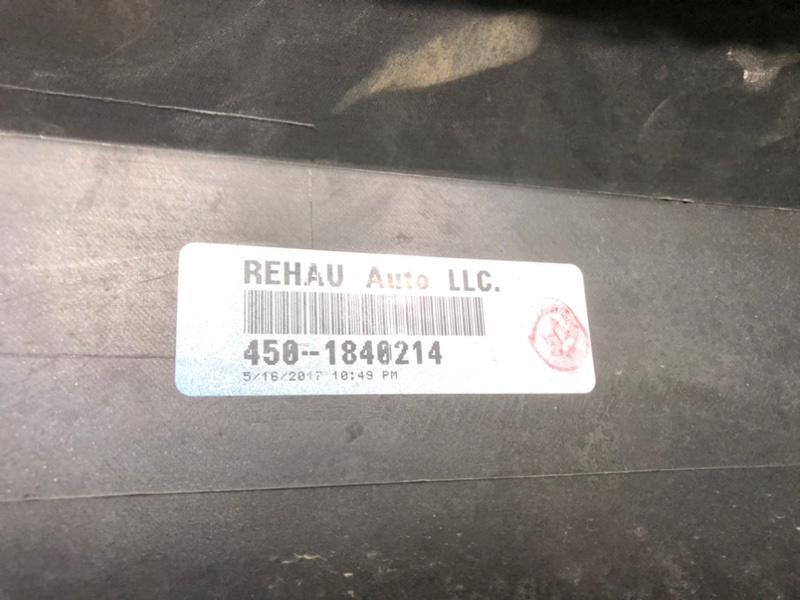 REHAU Auto LLC.
450-1840214
5/16/2017 10:49 PM